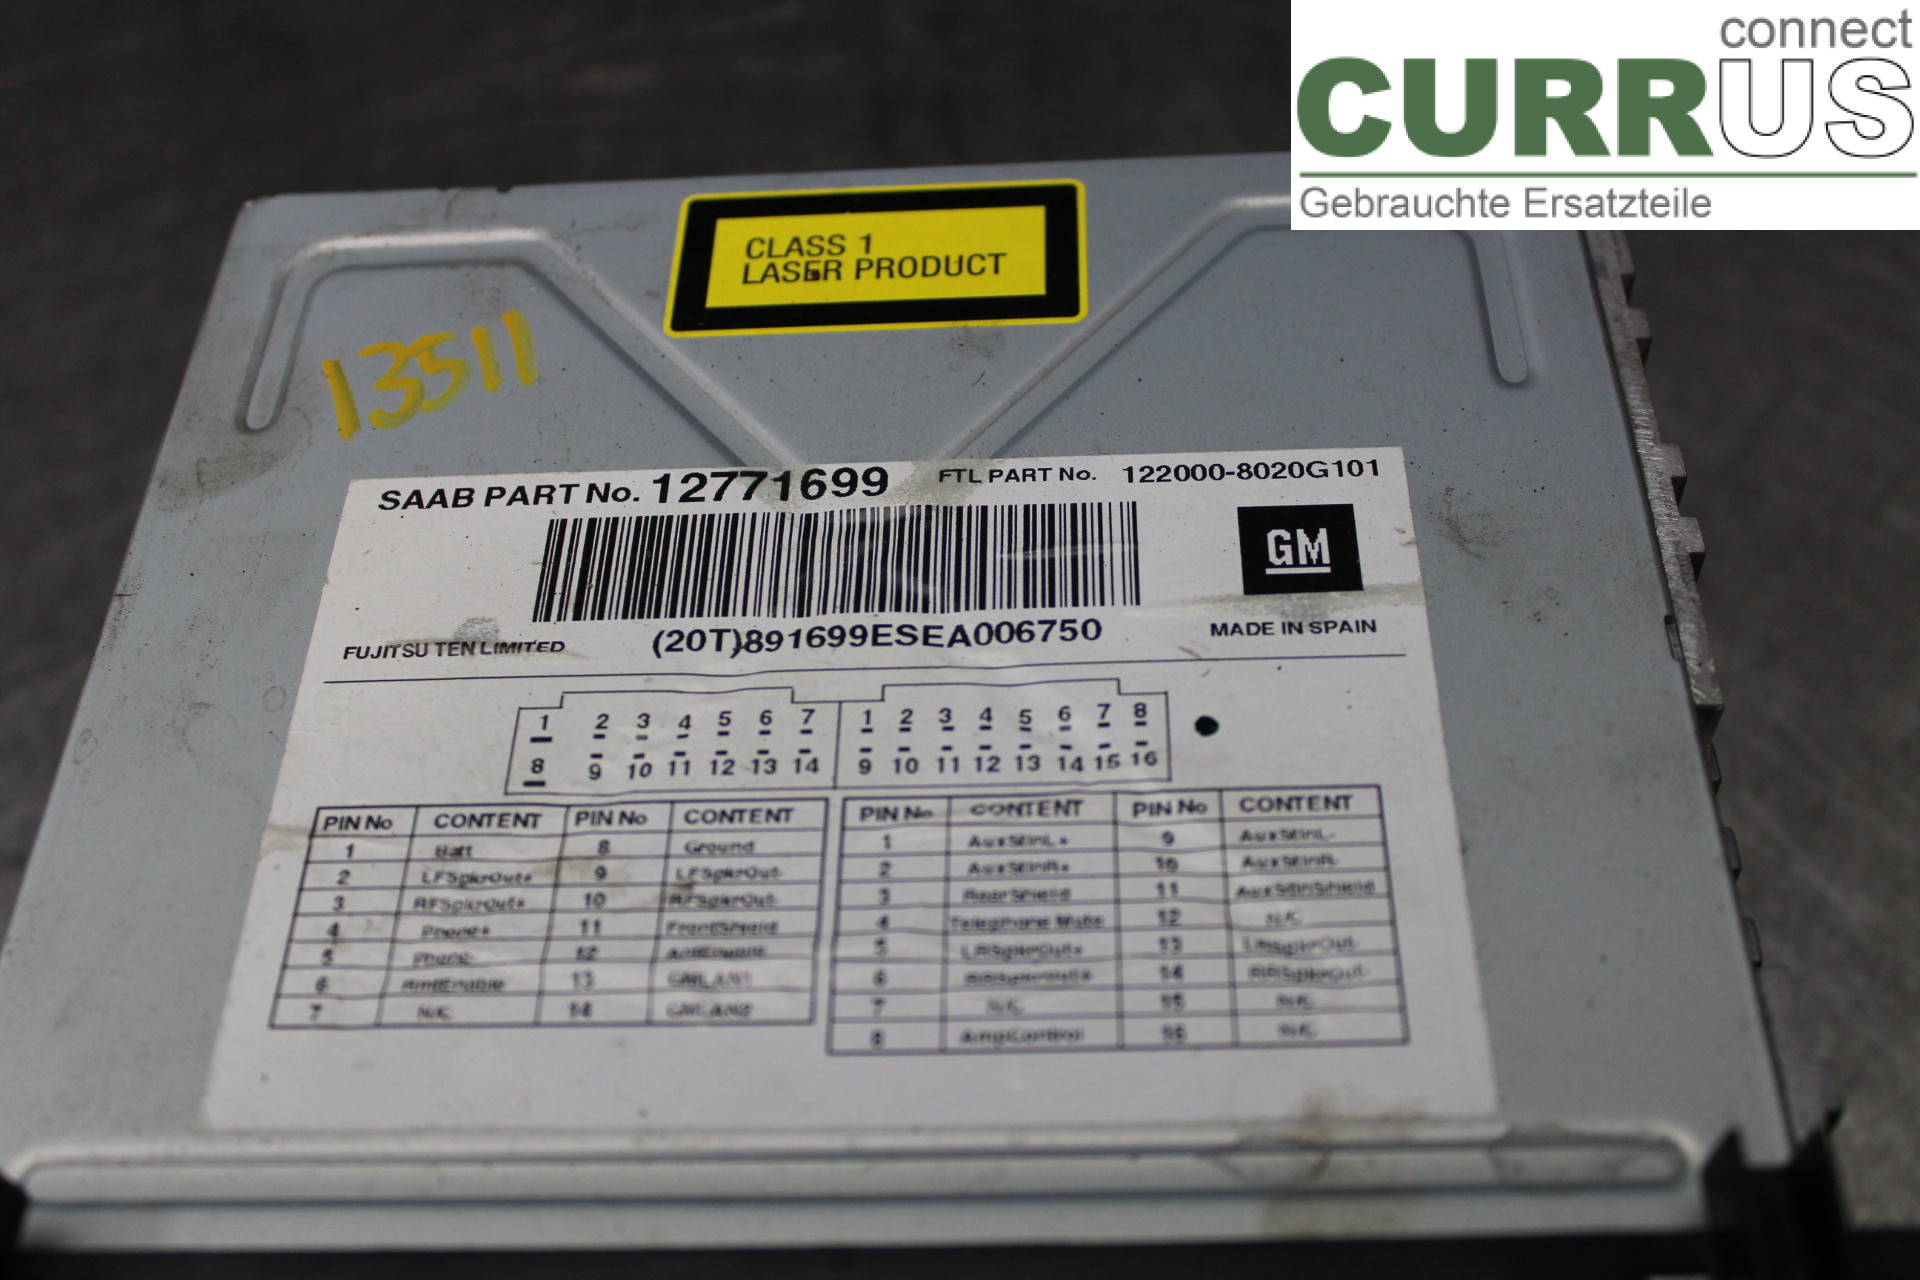 connect
CURRUS
Gebrauchte Ersatzteile
CLASS 1
LASER PRODUCT
13511
SAAB PART No. 12771699 FTL PART No. 122000-8020G101
GM
FUJITSU TEN LIMITED (20T)891699ESEA006750 MADE IN SPAIN
1 2 3 4 5 6 7 1 2 3 4 5 6 7 8
8 9 10 11 12 13 14 9 10 11 12 13 14 15 16
PIN No CONTENT PIN No CONTENT
1 Batt 8 Ground
2 LFSpkrOut+ 9 LFSpkrOut-
3 RFSpkrOut+ 10 RFSpkrOut-
4 Phone+ 11 FrontShield
5 Phone- 12
6 13 GMLAN1
7 N/C 14 GMLAN2
PIN No CONTENT PIN No CONTENT
1 AuxStInL+ 9 AuxStInL-
2 AuxStInR+ 10 AuxStInR-
3 RearShield 11 AuxStInShield
4 Telephone Mute 12 N/C
5 LRSpkrOut+ 13 LRSpkrOut-
6 RRSpkrOut+ 14 RRSpkrOut-
7 N/C 15 N/C
8 AmpControl 16 N/C